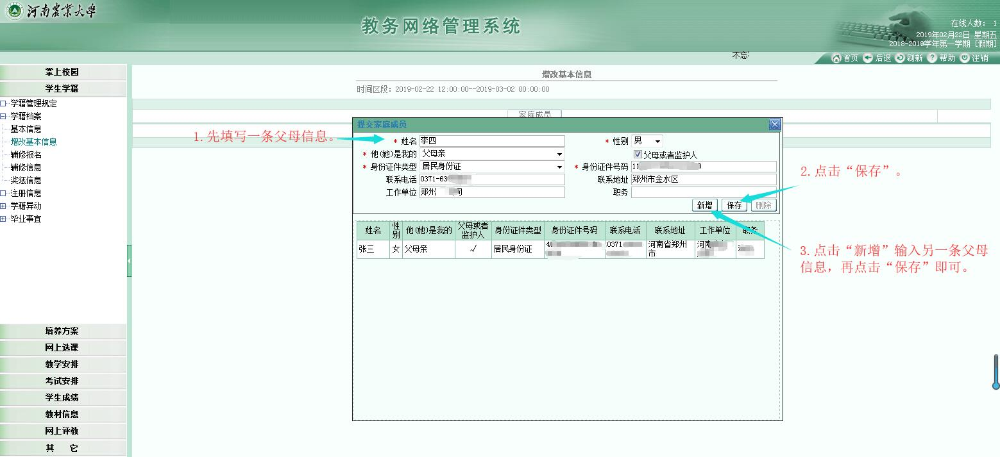 河南农业大学
教务网络管理系统
在线人数: 1
2019年02月22日 星期五
2018-2019学年第一学期 [假期]
不忘
首页 后退 刷新 帮助 注销
掌上校园
学生学籍
学籍管理规定
学籍档案
基本信息
增改基本信息
辅修报名
辅修信息
奖惩信息
注册信息
学籍异动
毕业事宜
培养方案
网上选课
教学安排
考试安排
学生成绩
教材信息
网上评教
其 它
增改基本信息
时间区段：2019-02-22 12:00:00--2019-03-02 00:00:00
家庭成员
提交家庭成员
1.先填写一条父母信息。
* 姓名 李四 * 性别 男
* 他(她)是我的 父母亲 父母或者监护人
* 身份证件类型 居民身份证 * 身份证件号码 11
联系电话 0371-63 联系地址 郑州市金水区
工作单位 郑州 司 职务
新增 保存 删除
2.点击“保存”。
3.点击“新增”输入另一条父母
信息，再点击“保存”即可。
姓名 性别 他(她)是我的 父母或者监护人 身份证件类型 身份证件号码 联系电话 联系地址 工作单位 职务
张三 女 父母亲 √ 居民身份证 4 0371 河南省郑州市 河南